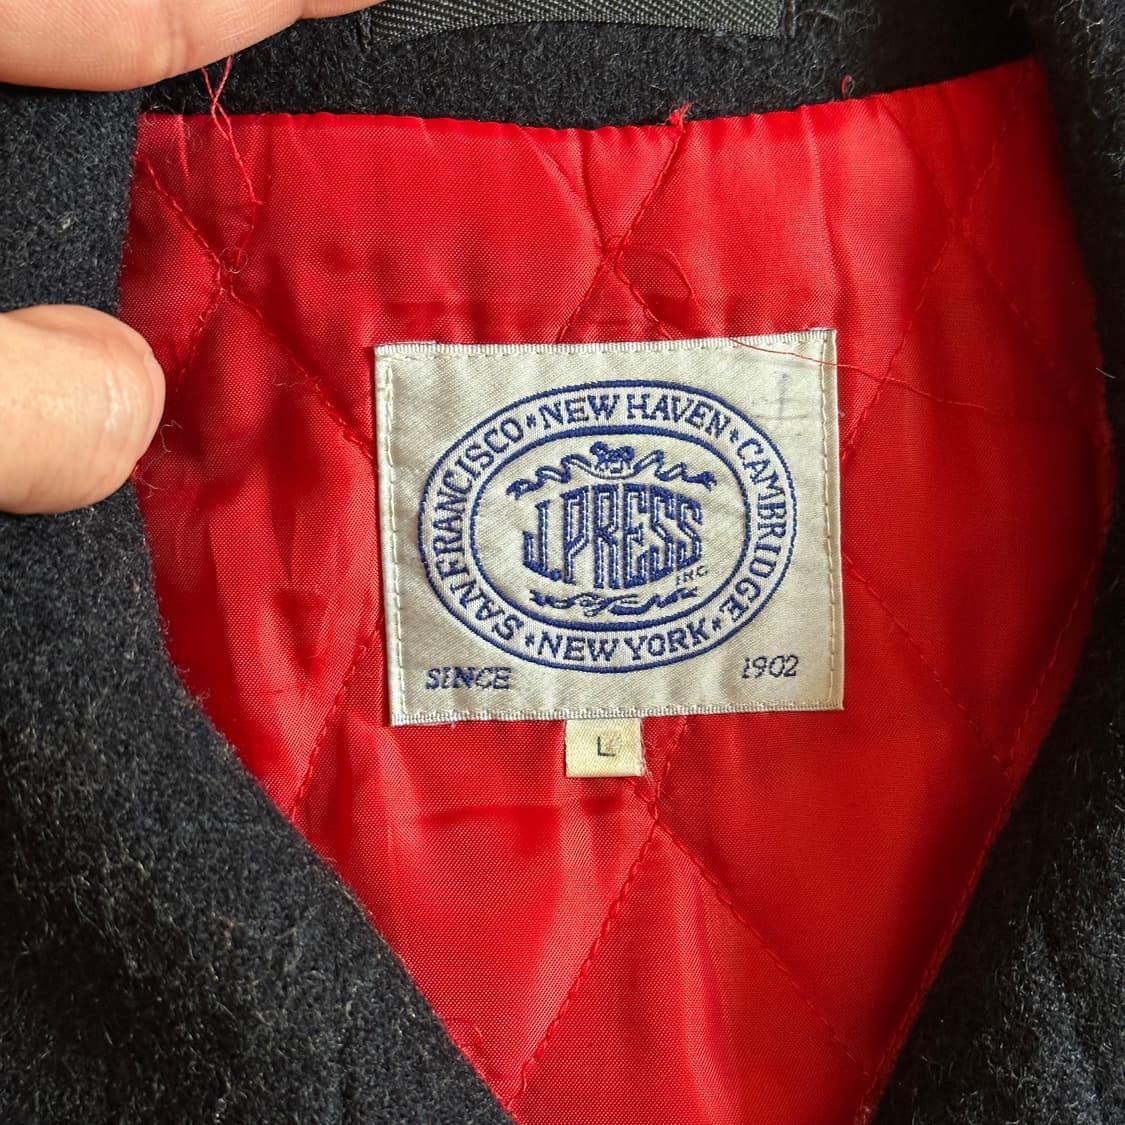 SAN FRANCISCO * NEW HAVEN * CAMBRIDGE * NEW YORK *
J. PRESS
INC.
SINCE 1902
L